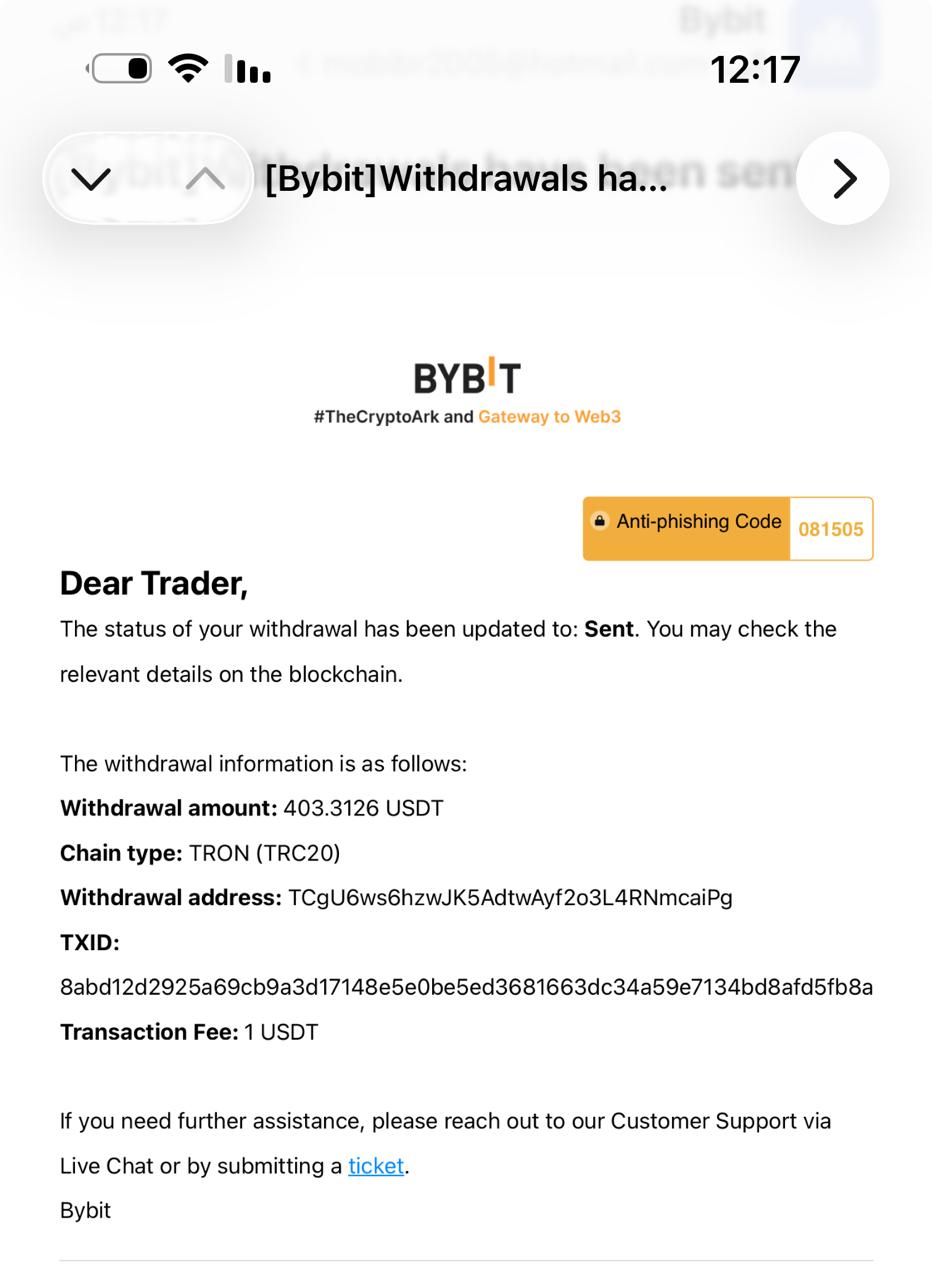 12:17
[Bybit]Withdrawals ha...
BYBIT
#TheCryptoArk and Gateway to Web3
Anti-phishing Code 081505
Dear Trader,
The status of your withdrawal has been updated to: Sent. You may check the
relevant details on the blockchain.
The withdrawal information is as follows:
Withdrawal amount: 403.3126 USDT
Chain type: TRON (TRC20)
Withdrawal address: TCgU6ws6hzwJK5AdtwAyf2o3L4RNmcaiPg
TXID:
8abd12d2925a69cb9a3d17148e5e0be5ed3681663dc34a59e7134bd8afd5fb8a
Transaction Fee: 1 USDT
If you need further assistance, please reach out to our Customer Support via
Live Chat or by submitting a ticket.
Bybit